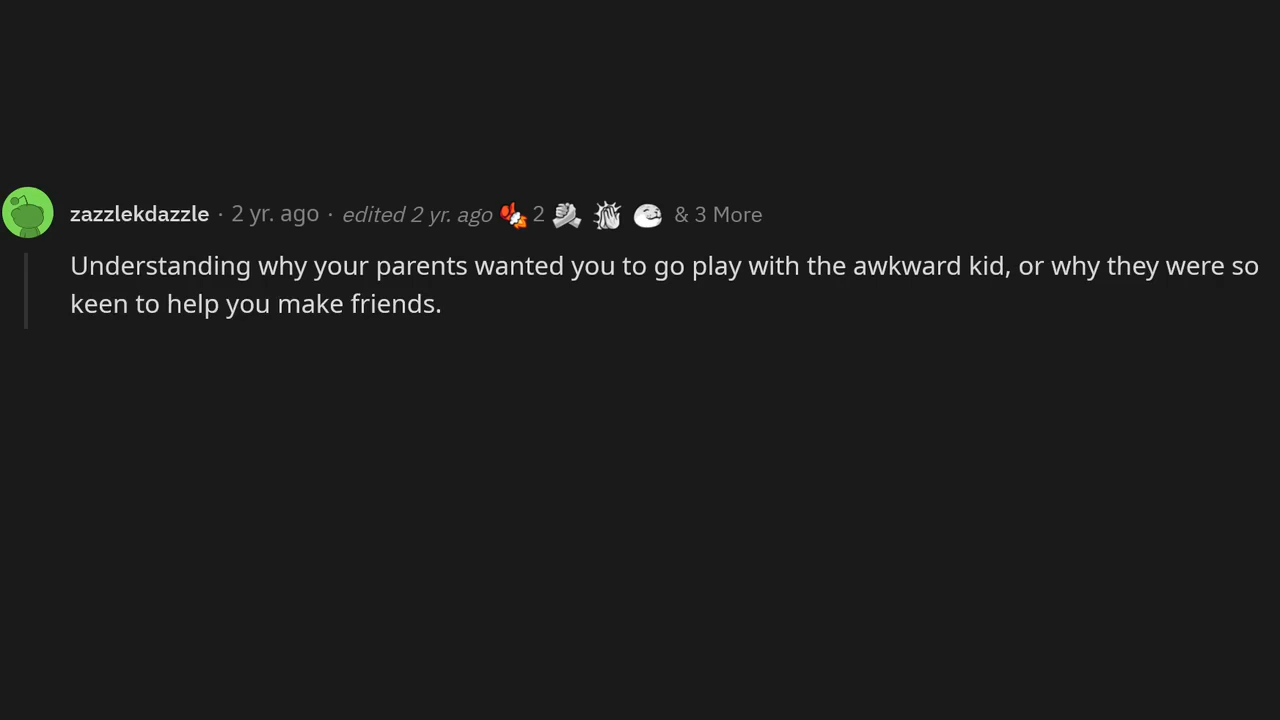 zazzlekdazzle · 2 yr. ago · edited 2 yr. ago 2 & 3 More
Understanding why your parents wanted you to go play with the awkward kid, or why they were so
keen to help you make friends.